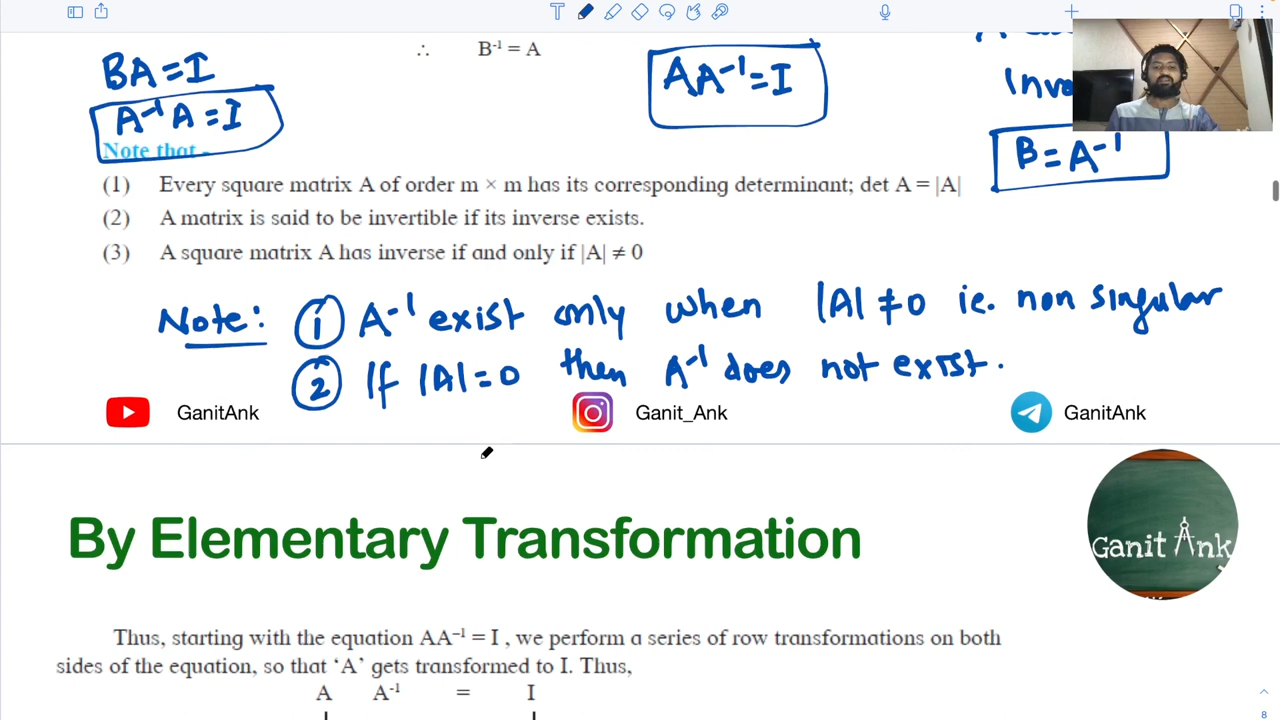 ∴ B⁻¹ = A
BA = I
A⁻¹A = I
AA⁻¹ = I
B = A⁻¹
Note that -
(1) Every square matrix A of order m × m has its corresponding determinant; det A = |A|
(2) A matrix is said to be invertible if its inverse exists.
(3) A square matrix A has inverse if and only if |A| ≠ 0
Note: ① A⁻¹ exist only when |A| ≠ 0 ie. non singular
② If |A| = 0 then A⁻¹ does not exist.
GanitAnk Ganit_Ank GanitAnk
By Elementary Transformation
Ganit Ank
Thus, starting with the equation AA⁻¹ = I , we perform a series of row transformations on both
sides of the equation, so that ‘A’ gets transformed to I. Thus,
A A⁻¹ = I
8